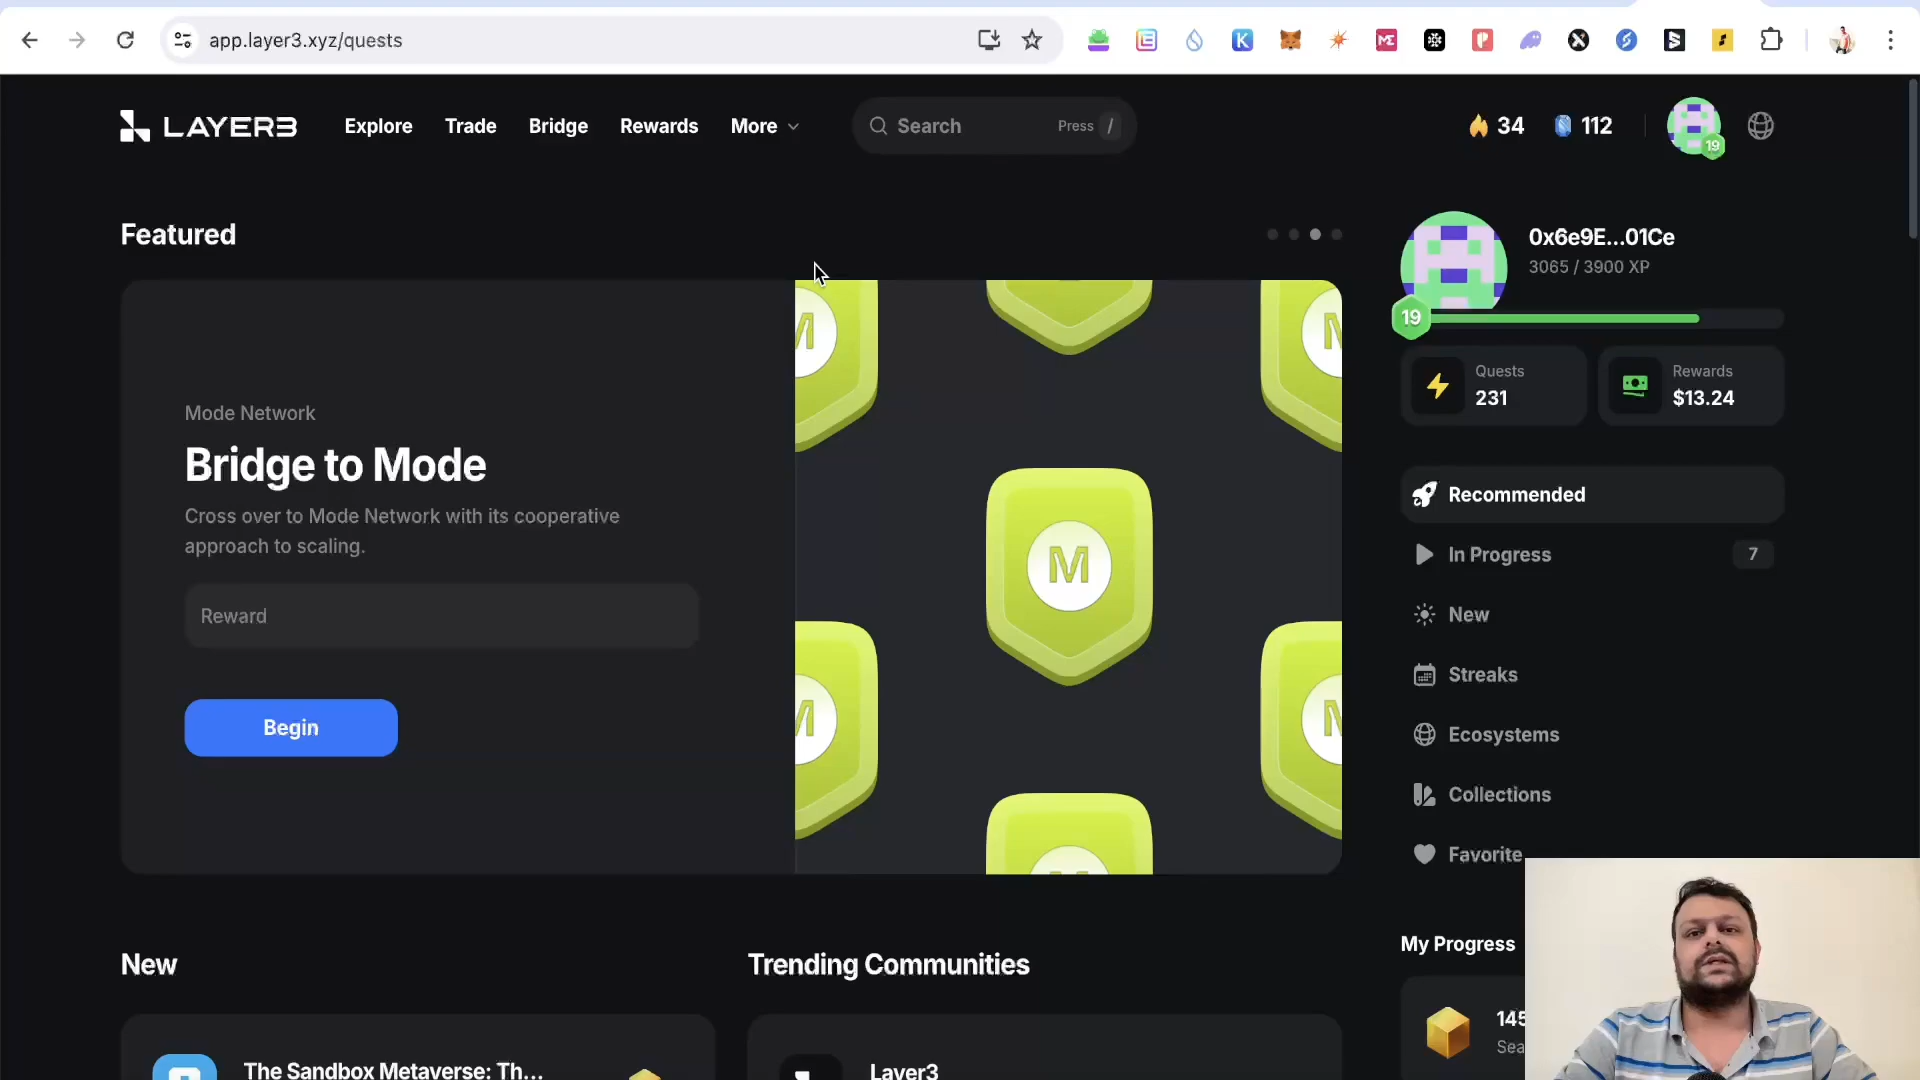 app.layer3.xyz/quests
LAYER3
Explore
Trade
Bridge
Rewards
More
Search
Press /
34
112
19
Featured
Mode Network
Bridge to Mode
Cross over to Mode Network with its cooperative
approach to scaling.
Reward
Begin
M
0x6e9E...01Ce
3065 / 3900 XP
19
Quests
231
Rewards
$13.24
Recommended
In Progress
7
New
Streaks
Ecosystems
Collections
Favorite
My Progress
145
Sea
New
Trending Communities
The Sandbox Metaverse: Th...
Layer3